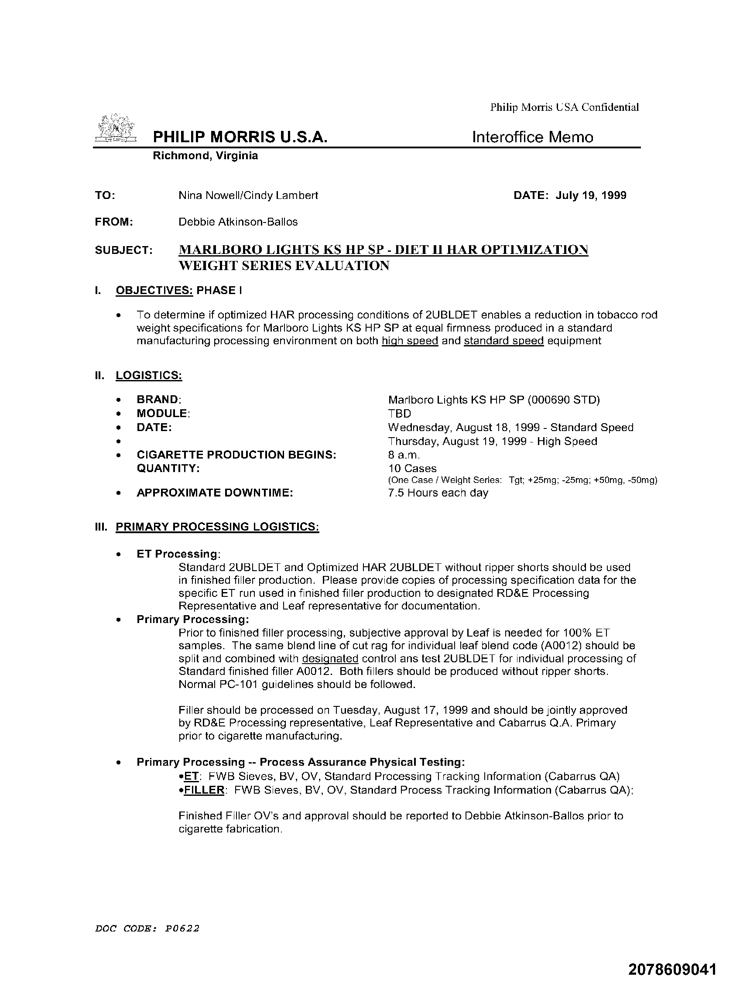 Philip Morris USA Confidential
PHILIP MORRIS U.S.A. Interoffice Memo
Richmond, Virginia
TO: Nina Nowell/Cindy Lambert DATE: July 19, 1999
FROM: Debbie Atkinson-Ballos
SUBJECT: MARLBORO LIGHTS KS HP SP - DIET II HAR OPTIMIZATION
WEIGHT SERIES EVALUATION
I. OBJECTIVES: PHASE I
• To determine if optimized HAR processing conditions of 2UBLDET enables a reduction in tobacco rod
weight specifications for Marlboro Lights KS HP SP at equal firmness produced in a standard
manufacturing processing environment on both high speed and standard speed equipment
II. LOGISTICS:
• BRAND: Marlboro Lights KS HP SP (000690 STD)
• MODULE: TBD
• DATE: Wednesday, August 18, 1999 - Standard Speed
• Thursday, August 19, 1999 - High Speed
• CIGARETTE PRODUCTION BEGINS: 8 a.m.
QUANTITY: 10 Cases
(One Case / Weight Series: Tgt; +25mg; -25mg; +50mg, -50mg)
• APPROXIMATE DOWNTIME: 7.5 Hours each day
III. PRIMARY PROCESSING LOGISTICS:
• ET Processing:
Standard 2UBLDET and Optimized HAR 2UBLDET without ripper shorts should be used
in finished filler production. Please provide copies of processing specification data for the
specific ET run used in finished filler production to designated RD&E Processing
Representative and Leaf representative for documentation.
• Primary Processing:
Prior to finished filler processing, subjective approval by Leaf is needed for 100% ET
samples. The same blend line of cut rag for individual leaf blend code (A0012) should be
split and combined with designated control ans test 2UBLDET for individual processing of
Standard finished filler A0012. Both fillers should be produced without ripper shorts.
Normal PC-101 guidelines should be followed.
Filler should be processed on Tuesday, August 17, 1999 and should be jointly approved
by RD&E Processing representative, Leaf Representative and Cabarrus Q.A. Primary
prior to cigarette manufacturing.
• Primary Processing -- Process Assurance Physical Testing:
•ET: FWB Sieves, BV, OV, Standard Processing Tracking Information (Cabarrus QA)
•FILLER: FWB Sieves, BV, OV, Standard Process Tracking Information (Cabarrus QA);
Finished Filler OV's and approval should be reported to Debbie Atkinson-Ballos prior to
cigarette fabrication.
DOC CODE: P0622
2078609041